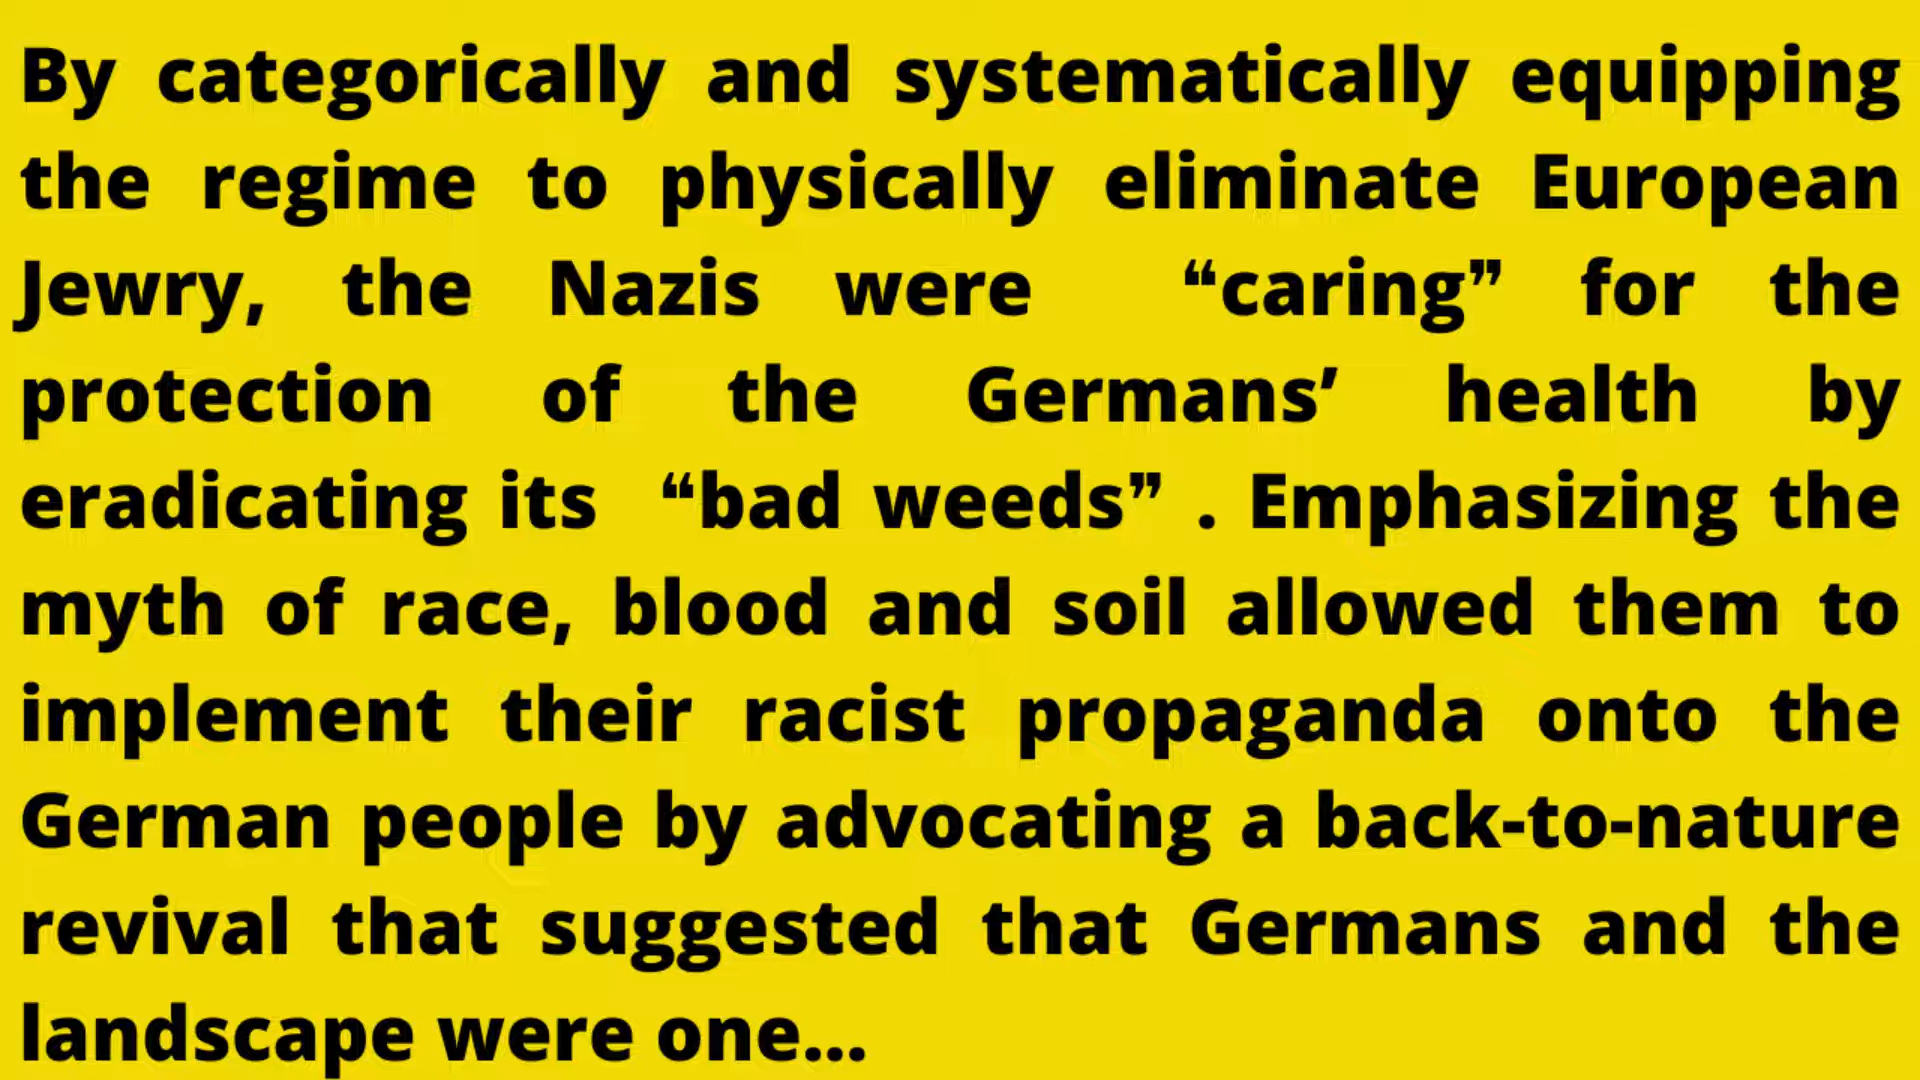 By categorically and systematically equipping
the regime to physically eliminate European
Jewry, the Nazis were “caring” for the
protection of the Germans’ health by
eradicating its “bad weeds” . Emphasizing the
myth of race, blood and soil allowed them to
implement their racist propaganda onto the
German people by advocating a back-to-nature
revival that suggested that Germans and the
landscape were one...